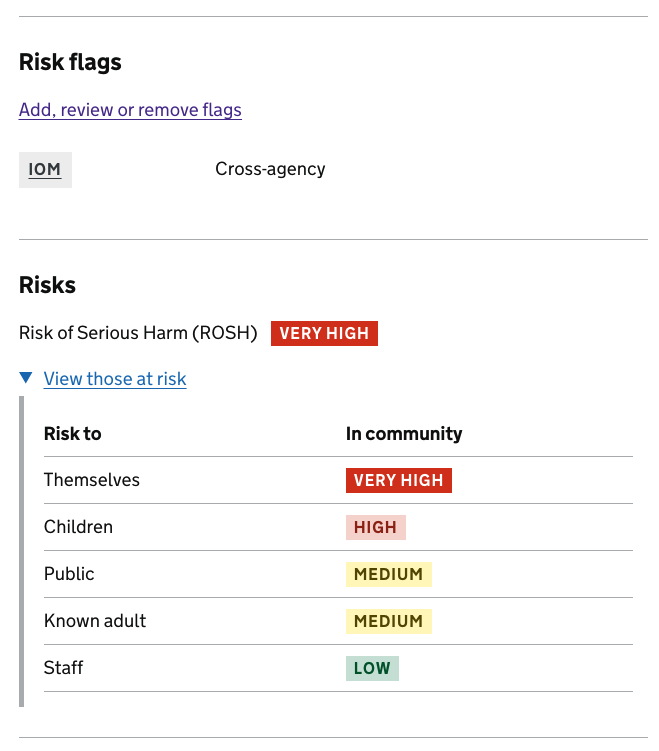 Risk flags
Add, review or remove flags
IOM Cross-agency
Risks
Risk of Serious Harm (ROSH) VERY HIGH
View those at risk
Risk to In community
Themselves VERY HIGH
Children HIGH
Public MEDIUM
Known adult MEDIUM
Staff LOW